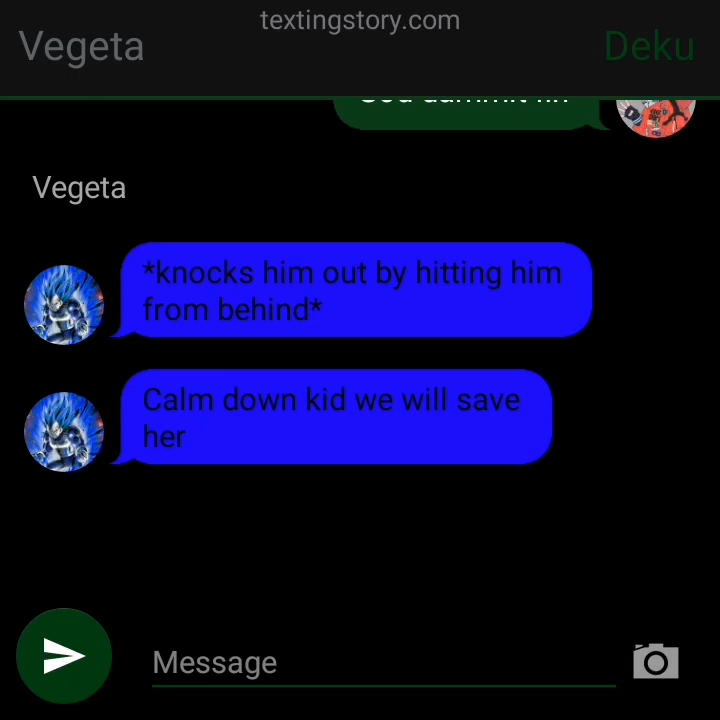 textingstory.com
Vegeta
Deku
Vegeta
*knocks him out by hitting him
from behind*
Calm down kid we will save
her
Message